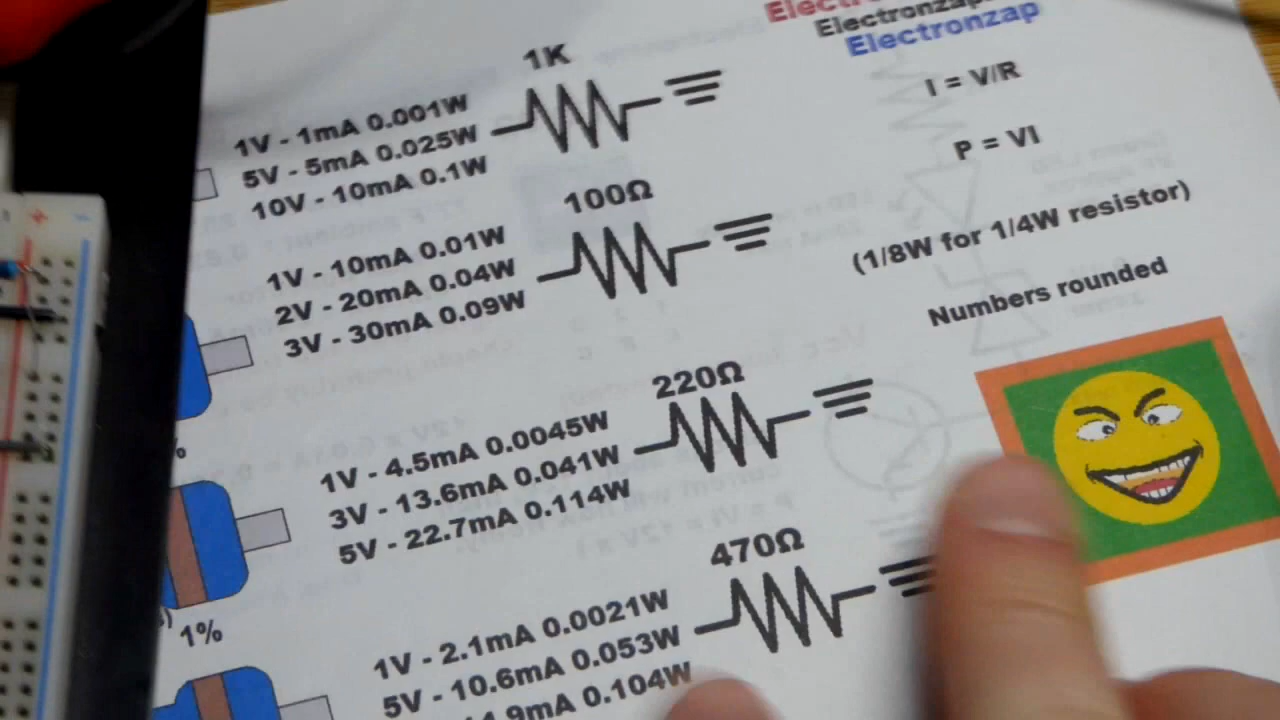 Electronzap
Electronzap
1K
1V - 1mA 0.001W
5V - 5mA 0.025W
10V - 10mA 0.1W
I = V/R
P = VI
(1/8W for 1/4W resistor)
Numbers rounded
100Ω
1V - 10mA 0.01W
2V - 20mA 0.04W
3V - 30mA 0.09W
220Ω
1V - 4.5mA 0.0045W
3V - 13.6mA 0.041W
5V - 22.7mA 0.114W
470Ω
1V - 2.1mA 0.0021W
5V - 10.6mA 0.053W
0.104W
1%